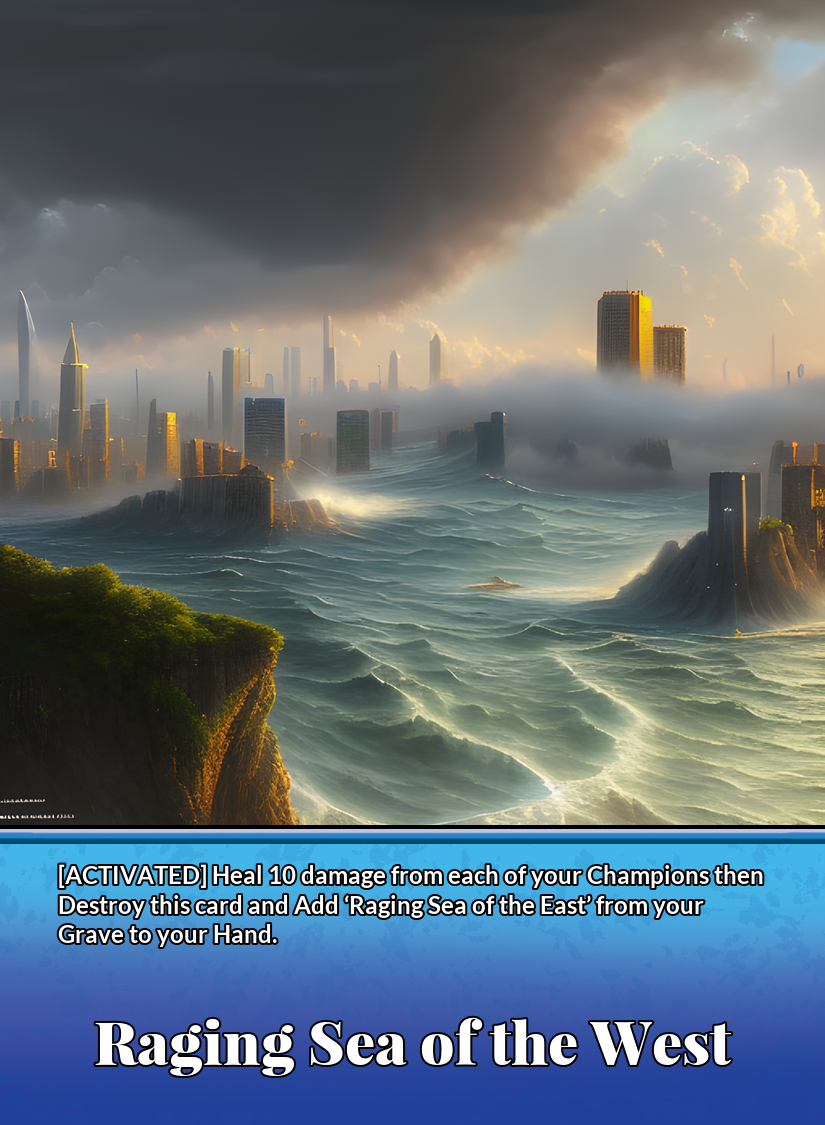 [ACTIVATED] Heal 10 damage from each of your Champions then
Destroy this card and Add ‘Raging Sea of the East’ from your
Grave to your Hand.
Raging Sea of the West